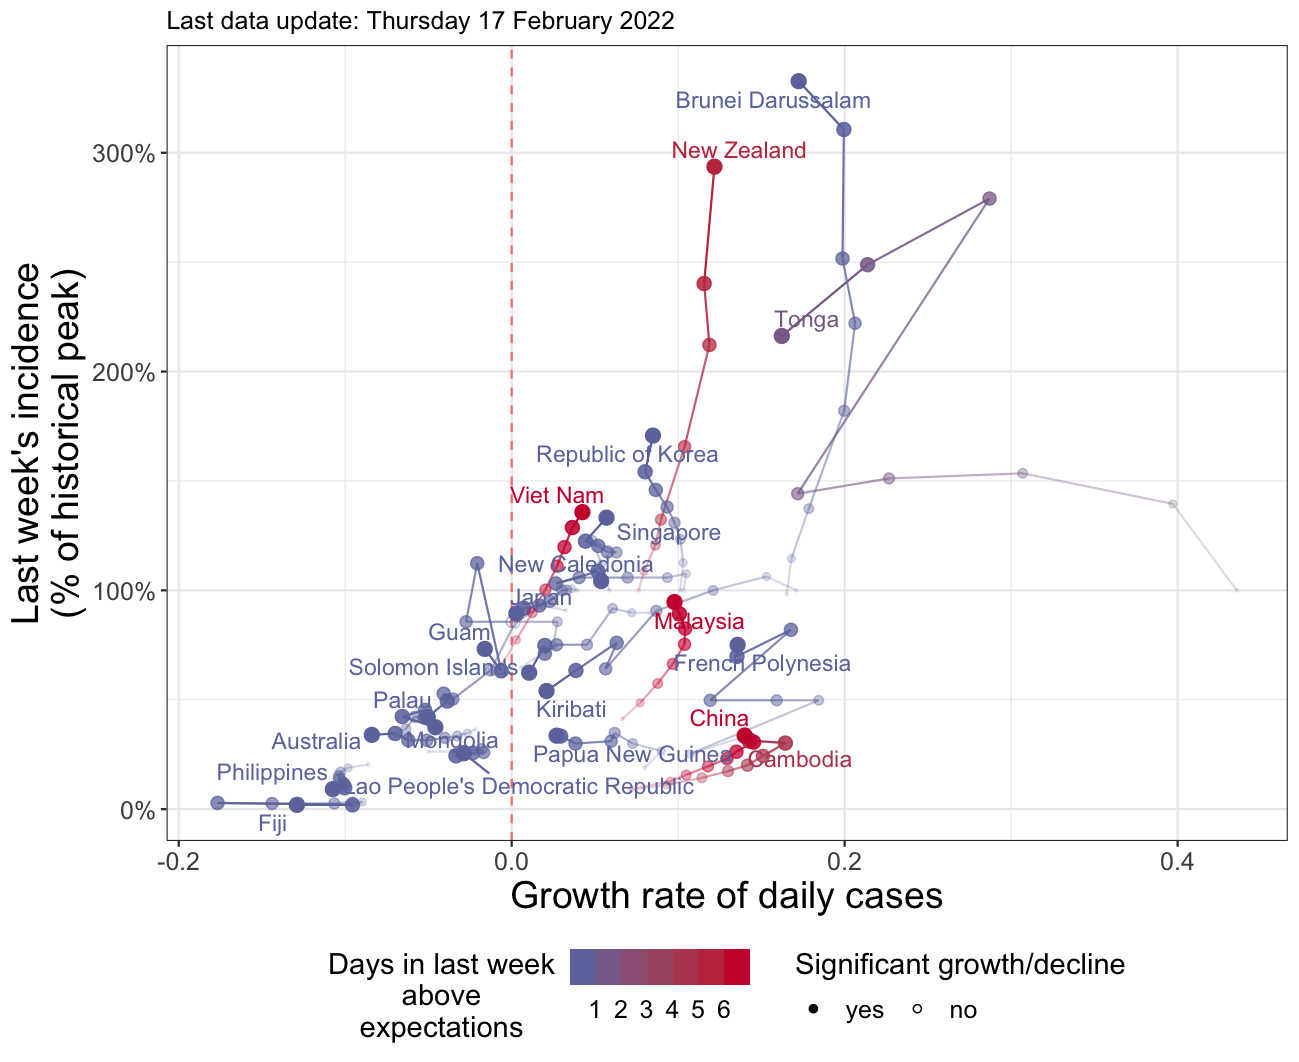 Last data update: Thursday 17 February 2022
Last week's incidence
(% of historical peak)
300%
200%
100%
0%
Brunei Darussalam
New Zealand
Tonga
Republic of Korea
Viet Nam
Singapore
New Caledonia
Japan
Malaysia
Guam
French Polynesia
Solomon Islands
Palau
Kiribati
China
Australia
Mongolia
Papua New Guinea
Cambodia
Philippines
Lao People's Democratic Republic
Fiji
-0.2
0.0
0.2
0.4
Growth rate of daily cases
Days in last week
above
expectations
1 2 3 4 5 6
Significant growth/decline
yes no